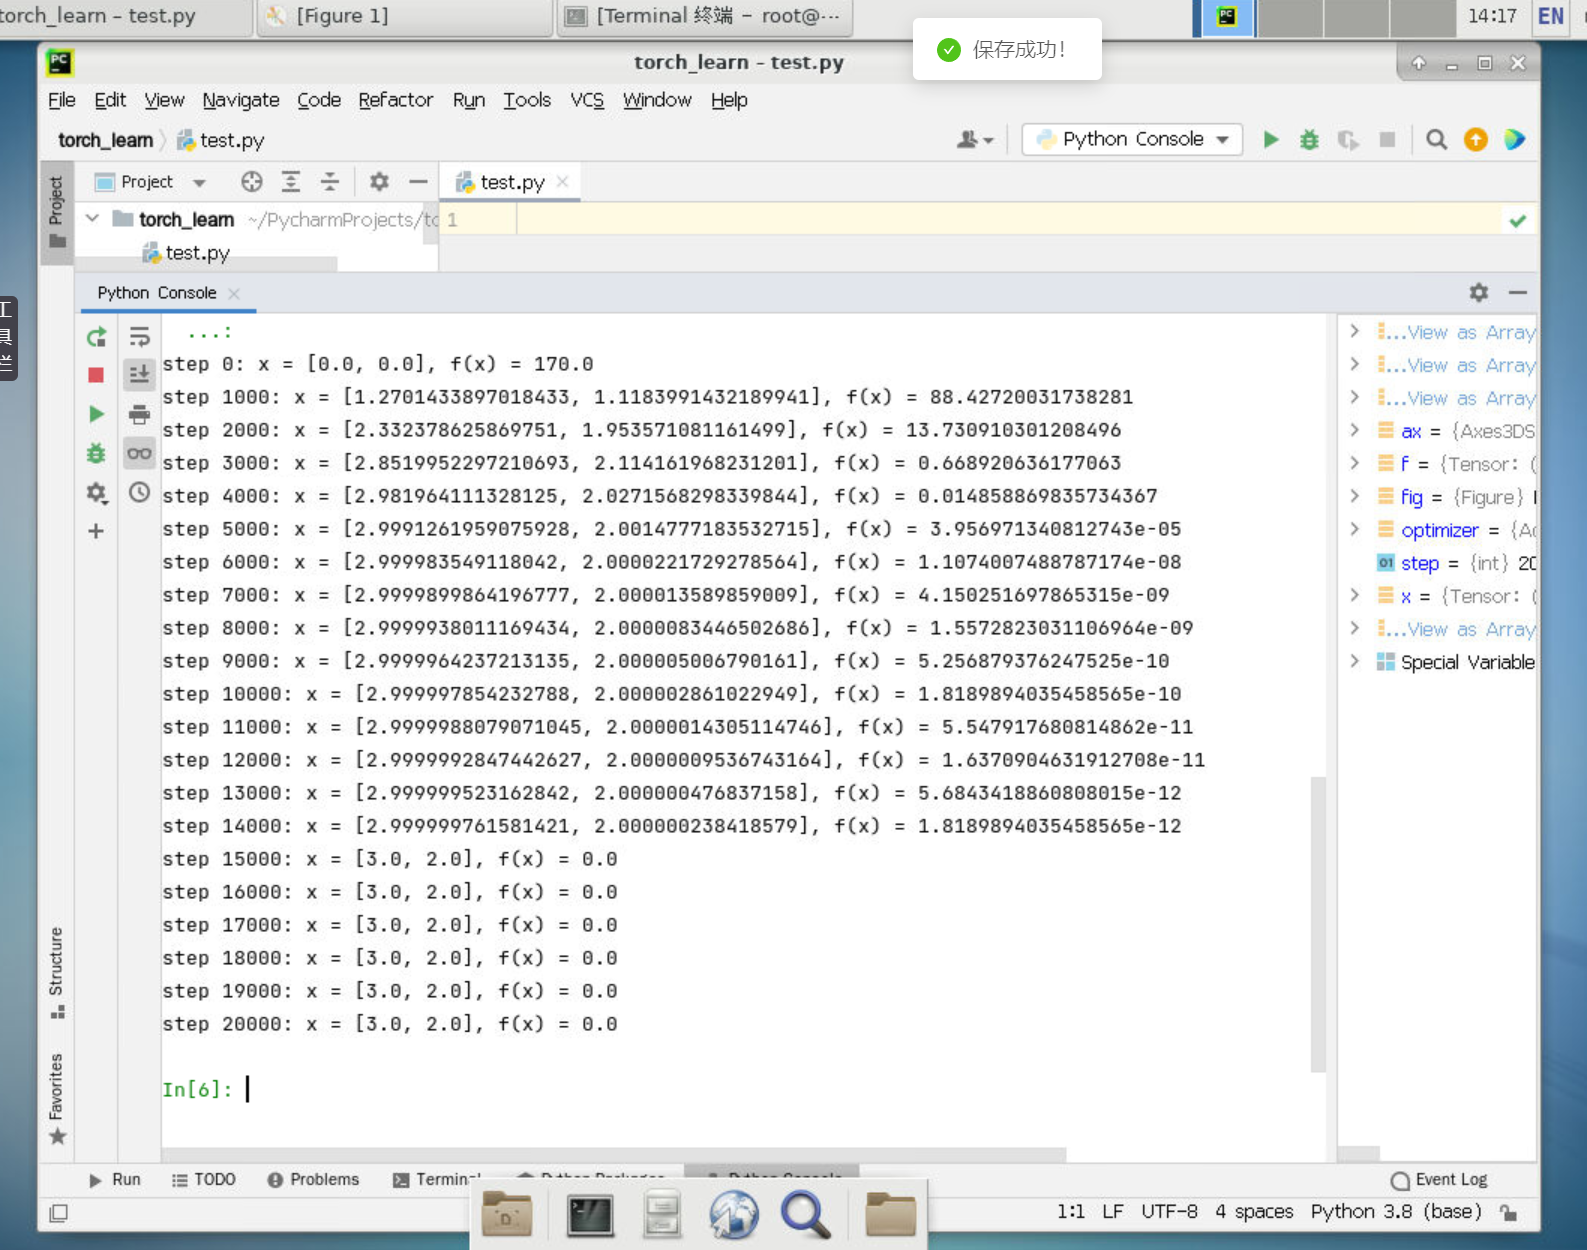 torch_learn – test.py
[Figure 1]
[Terminal 终端 – root@···
14:17
EN
保存成功！
torch_learn – test.py
File Edit View Navigate Code Refactor Run Tools VCS Window Help
torch_learn test.py
Python Console
Project
Project
test.py
torch_learn ~/PycharmProjects/to
1
test.py
工具栏
Python Console
...:
step 0: x = [0.0, 0.0], f(x) = 170.0
step 1000: x = [1.2701433897018433, 1.1183991432189941], f(x) = 88.42720031738281
step 2000: x = [2.332378625869751, 1.953571081161499], f(x) = 13.730910301208496
step 3000: x = [2.8519952297210693, 2.114161968231201], f(x) = 0.668920636177063
step 4000: x = [2.981964111328125, 2.0271568298339844], f(x) = 0.014858869835734367
step 5000: x = [2.9991261959075928, 2.0014777183532715], f(x) = 3.956971340812743e-05
step 6000: x = [2.999983549118042, 2.0000221729278564], f(x) = 1.1074007488787174e-08
step 7000: x = [2.9999899864196777, 2.000013589859009], f(x) = 4.150251697865315e-09
step 8000: x = [2.9999938011169434, 2.0000083446502686], f(x) = 1.5572823031106964e-09
step 9000: x = [2.9999964237213135, 2.000005006790161], f(x) = 5.256879376247525e-10
step 10000: x = [2.999997854232788, 2.000002861022949], f(x) = 1.8189894035458565e-10
step 11000: x = [2.9999988079071045, 2.0000014305114746], f(x) = 5.547917680814862e-11
step 12000: x = [2.9999992847442627, 2.0000009536743164], f(x) = 1.6370904631912708e-11
step 13000: x = [2.999999523162842, 2.000000476837158], f(x) = 5.6843418860808015e-12
step 14000: x = [2.999999761581421, 2.000000238418579], f(x) = 1.8189894035458565e-12
step 15000: x = [3.0, 2.0], f(x) = 0.0
step 16000: x = [3.0, 2.0], f(x) = 0.0
step 17000: x = [3.0, 2.0], f(x) = 0.0
step 18000: x = [3.0, 2.0], f(x) = 0.0
step 19000: x = [3.0, 2.0], f(x) = 0.0
step 20000: x = [3.0, 2.0], f(x) = 0.0
In[6]:
...View as Array
...View as Array
...View as Array
ax = {Axes3DS
f = {Tensor: (
fig = {Figure}
optimizer = {Ad
01 step = {int} 20
x = {Tensor: (
...View as Array
Special Variable
Structure
Favorites
Run TODO Problems Terminal Python Packages Python Console Event Log
1:1 LF UTF-8 4 spaces Python 3.8 (base)